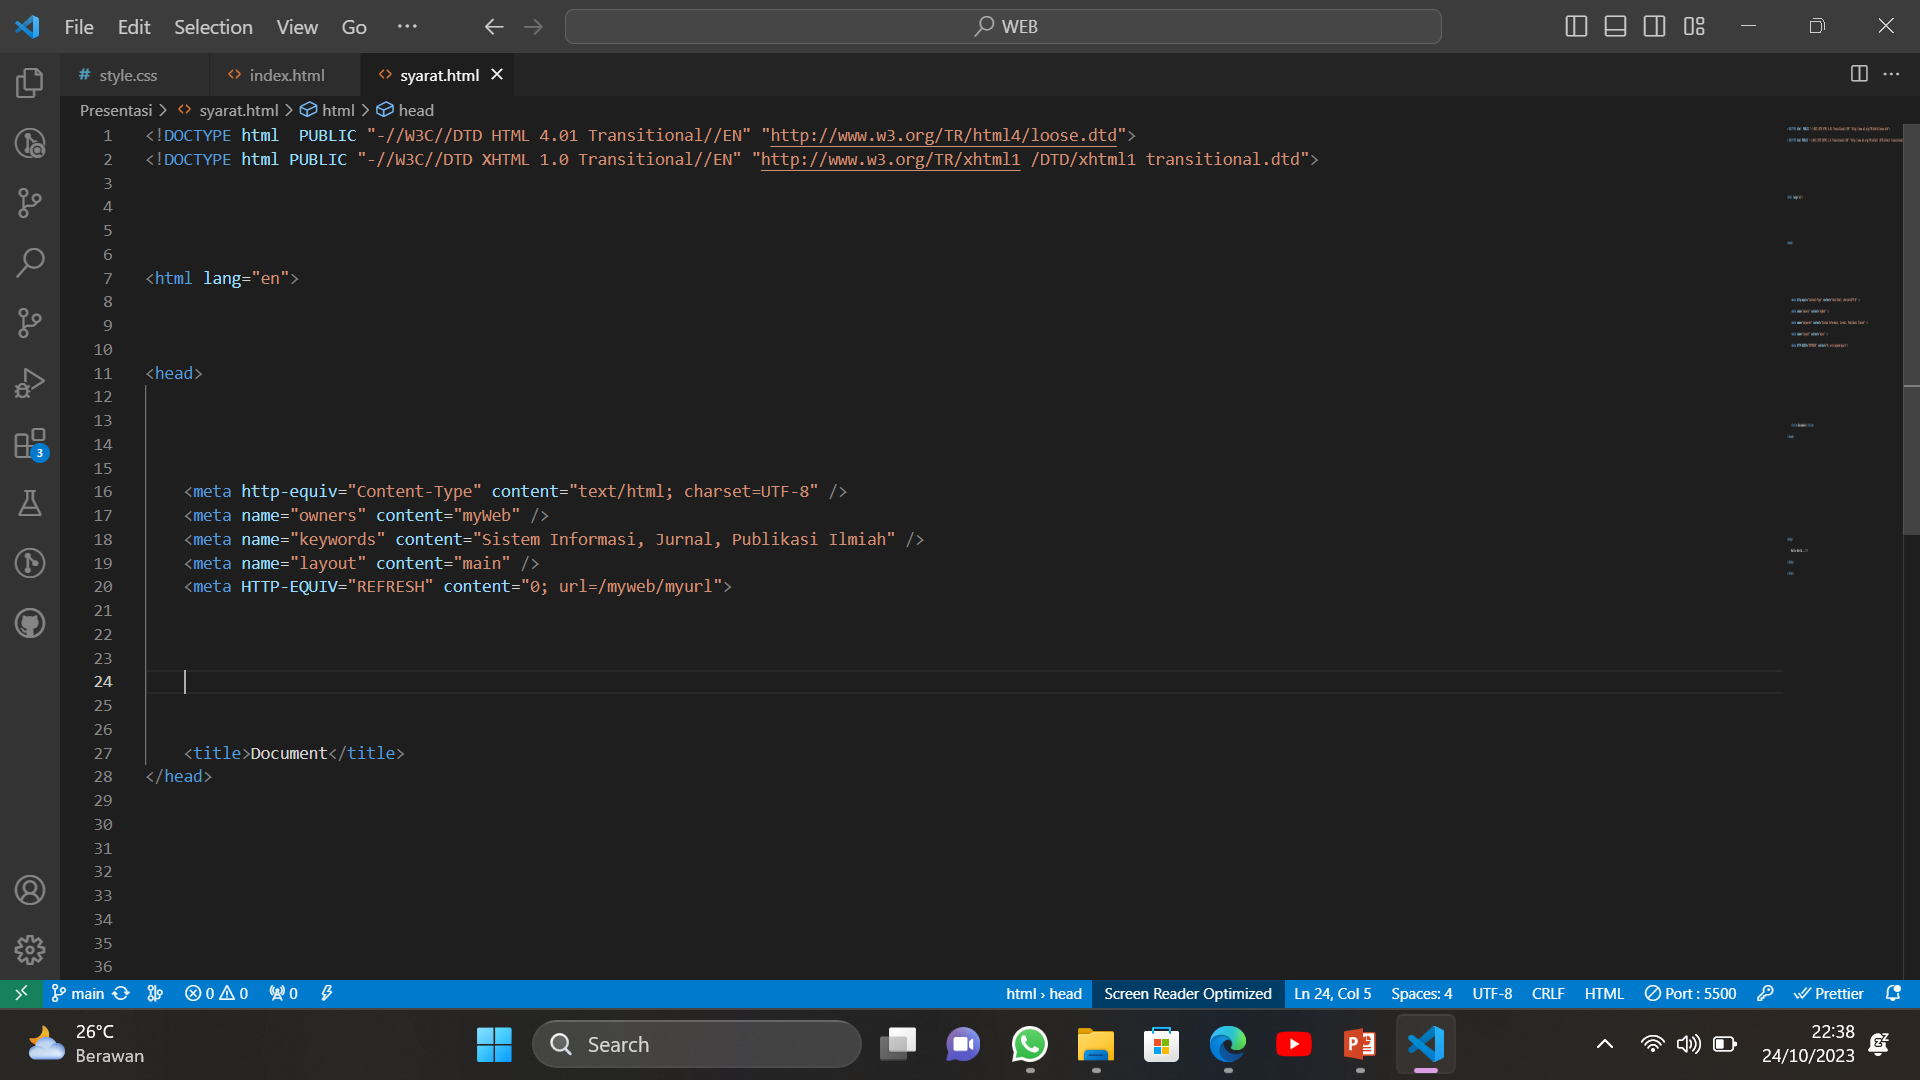 File Edit Selection View Go ··· WEB
style.css index.html syarat.html
Presentasi > syarat.html > html > head
1 <!DOCTYPE html  PUBLIC "-//W3C//DTD HTML 4.01 Transitional//EN" "http://www.w3.org/TR/html4/loose.dtd">
2 <!DOCTYPE html PUBLIC "-//W3C//DTD XHTML 1.0 Transitional//EN" "http://www.w3.org/TR/xhtml1 /DTD/xhtml1 transitional.dtd">
3
4
5
6
7 <html lang="en">
8
9
10
11 <head>
12
13
14
15
16     <meta http-equiv="Content-Type" content="text/html; charset=UTF-8" />
17     <meta name="owners" content="myWeb" />
18     <meta name="keywords" content="Sistem Informasi, Jurnal, Publikasi Ilmiah" />
19     <meta name="layout" content="main" />
20     <meta HTTP-EQUIV="REFRESH" content="0; url=/myweb/myurl">
21
22
23
24
25
26
27     <title>Document</title>
28 </head>
29
30
31
32
33
34
35
36
3
main 0 0 0 html › head Screen Reader Optimized Ln 24, Col 5 Spaces: 4 UTF-8 CRLF HTML Port : 5500 Prettier
26°C
Berawan
Search
22:38
24/10/2023